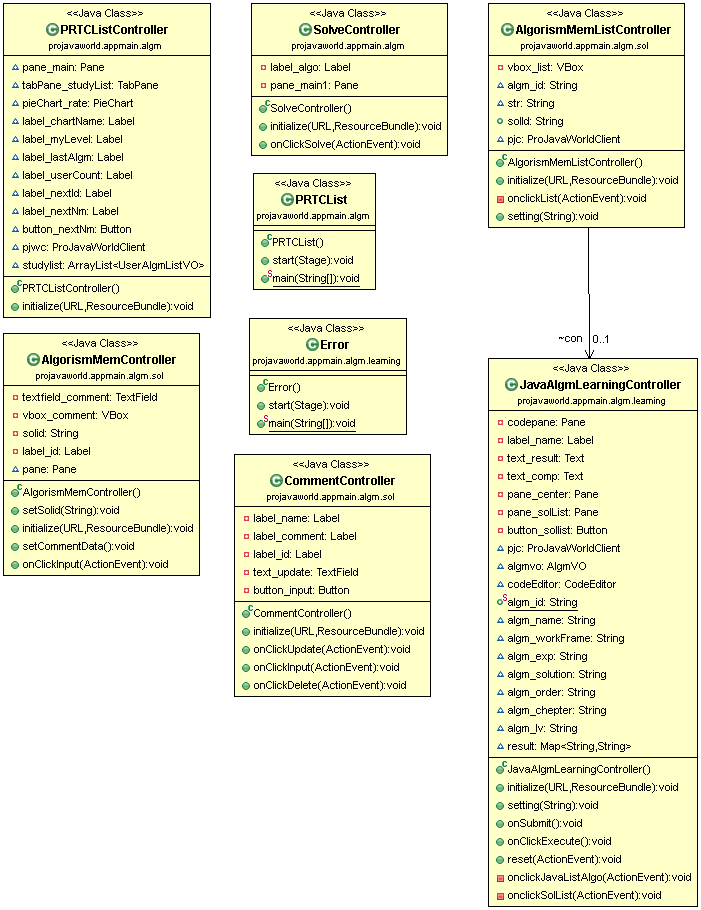 <<Java Class>>
PRTCListController
projavaworld.appmain.algm
pane_main: Pane
tabPane_studyList: TabPane
pieChart_rate: PieChart
label_chartName: Label
label_myLevel: Label
label_lastAlgm: Label
label_userCount: Label
label_nextId: Label
label_nextNm: Label
button_nextNm: Button
pjwc: ProJavaWorldClient
studylist: ArrayList<UserAlgmListVO>
PRTCListController()
initialize(URL,ResourceBundle):void
<<Java Class>>
SolveController
projavaworld.appmain.algm
label_algo: Label
pane_main1: Pane
SolveController()
initialize(URL,ResourceBundle):void
onClickSolve(ActionEvent):void
<<Java Class>>
AlgorismMemListController
projavaworld.appmain.algm.sol
vbox_list: VBox
algm_id: String
str: String
solId: String
pjc: ProJavaWorldClient
AlgorismMemListController()
initialize(URL,ResourceBundle):void
onclickList(ActionEvent):void
setting(String):void
<<Java Class>>
PRTCList
projavaworld.appmain.algm
PRTCList()
start(Stage):void
main(String[]):void
<<Java Class>>
AlgorismMemController
projavaworld.appmain.algm.sol
textfield_comment: TextField
vbox_comment: VBox
solid: String
label_id: Label
pane: Pane
AlgorismMemController()
setSolid(String):void
initialize(URL,ResourceBundle):void
setCommentData():void
onClickInput(ActionEvent):void
<<Java Class>>
Error
projavaworld.appmain.algm.learning
Error()
start(Stage):void
main(String[]):void
<<Java Class>>
CommentController
projavaworld.appmain.algm.sol
label_name: Label
label_comment: Label
label_id: Label
text_update: TextField
button_input: Button
CommentController()
initialize(URL,ResourceBundle):void
onClickUpdate(ActionEvent):void
onClickInput(ActionEvent):void
onClickDelete(ActionEvent):void
~con 0..1
<<Java Class>>
JavaAlgmLearningController
projavaworld.appmain.algm.learning
codepane: Pane
label_name: Label
text_result: Text
text_comp: Text
pane_center: Pane
pane_solList: Pane
button_sollist: Button
pjc: ProJavaWorldClient
algmvo: AlgmVO
codeEditor: CodeEditor
algm_id: String
algm_name: String
algm_workFrame: String
algm_exp: String
algm_solution: String
algm_order: String
algm_chepter: String
algm_lv: String
result: Map<String,String>
JavaAlgmLearningController()
initialize(URL,ResourceBundle):void
setting(String):void
onSubmit():void
onClickExecute():void
reset(ActionEvent):void
onclickJavaListAlgo(ActionEvent):void
onclickSolList(ActionEvent):void